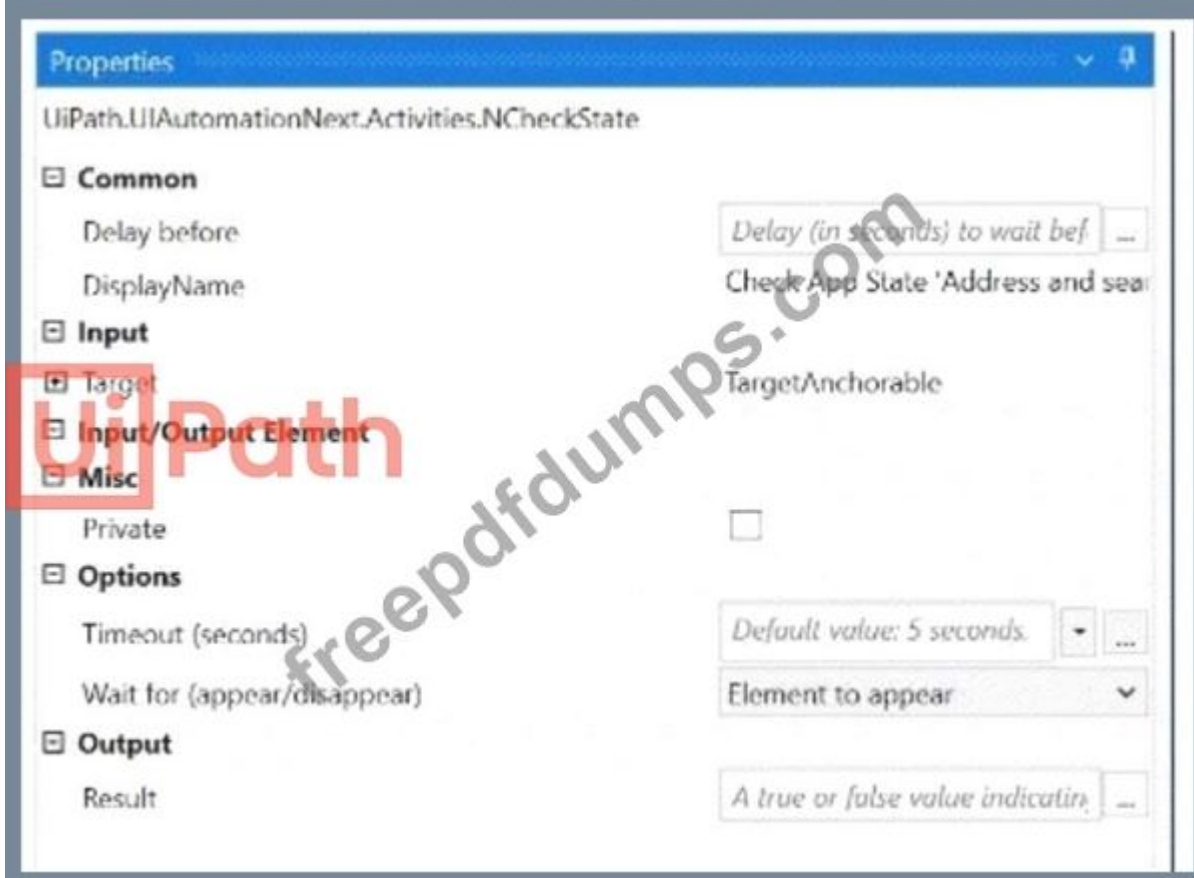 Properties
UiPath.UIAutomationNext.Activities.NCheckState
Common
Delay before Delay (in seconds) to wait bef ...
DisplayName Check App State 'Address and sear
Input
Target TargetAnchorable
Input/Output Element
Misc
Private
Options
Timeout (seconds) Default value: 5 seconds. ...
Wait for (appear/disappear) Element to appear
Output
Result A true or false value indicating ...
UiPath
freepdfdumps.com